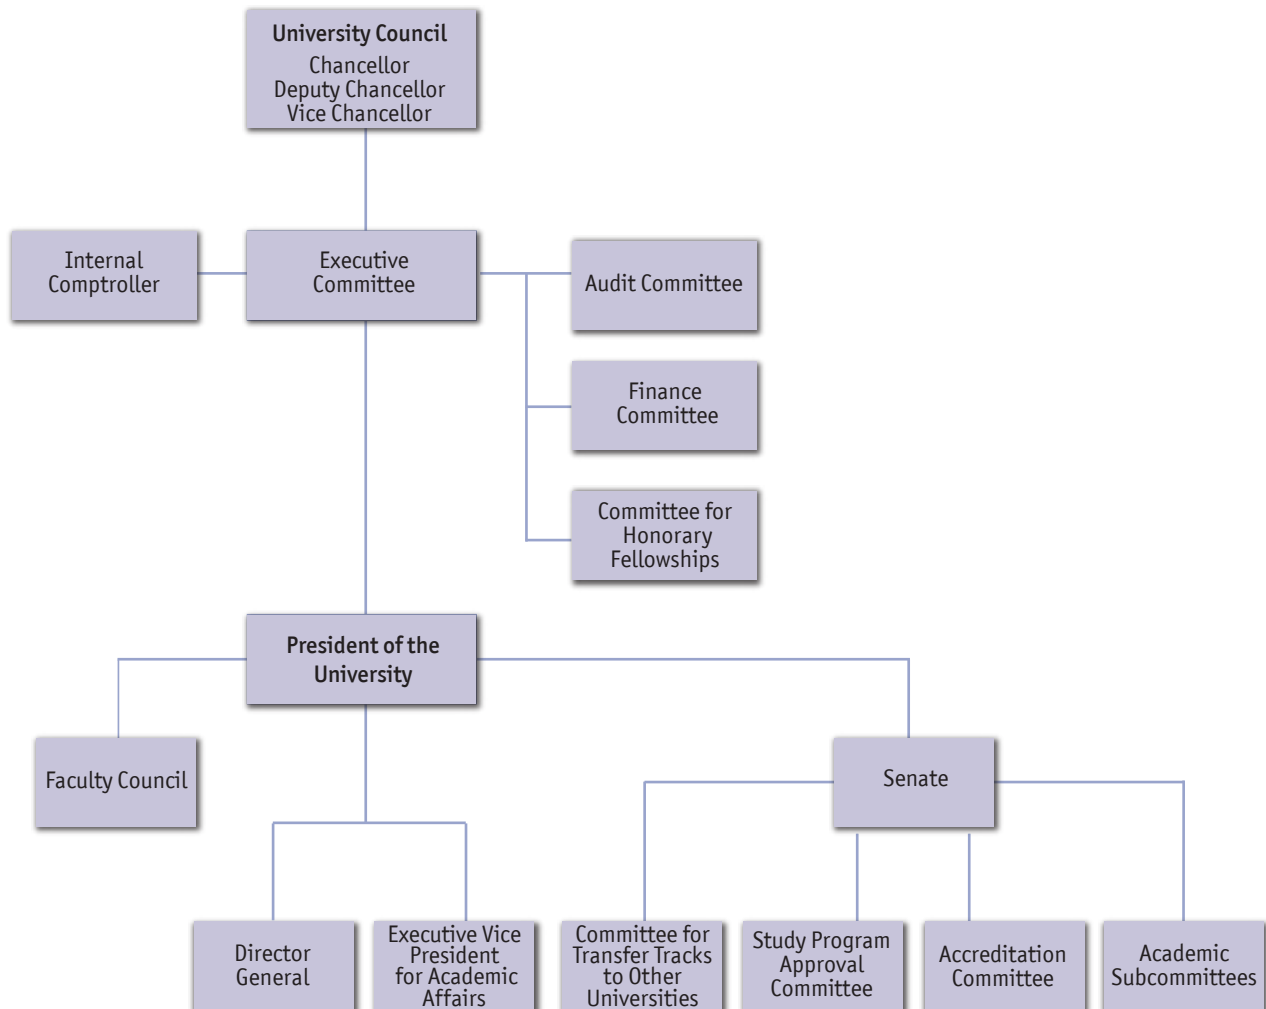 University Council
Chancellor
Deputy Chancellor
Vice Chancellor
Internal
Comptroller
Executive
Committee
Audit Committee
Finance
Committee
Committee for
Honorary
Fellowships
President of the
University
Faculty Council
Senate
Director
General
Executive Vice
President
for Academic
Affairs
Committee for
Transfer Tracks
to Other
Universities
Study Program
Approval
Committee
Accreditation
Committee
Academic
Subcommittees